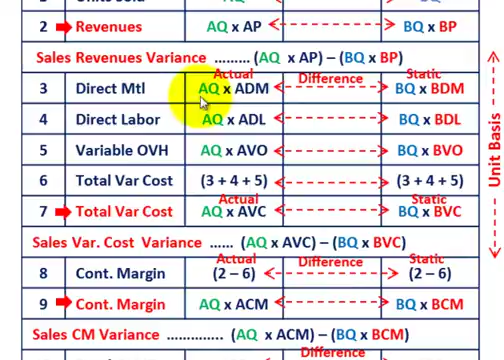 2 Revenues AQ x AP BQ x BP
Sales Revenues Variance ......... (AQ x AP) – (BQ x BP)
Actual Difference Static
3 Direct Mtl AQ x ADM BQ x BDM
4 Direct Labor AQ x ADL BQ x BDL
5 Variable OVH AQ x AVO BQ x BVO
6 Total Var Cost (3 + 4 + 5) (3 + 4 + 5)
Actual Static
7 Total Var Cost AQ x AVC BQ x BVC
Sales Var. Cost Variance ...... (AQ x AVC) – (BQ x BVC)
Actual Difference Static
8 Cont. Margin (2 – 6) (2 – 6)
9 Cont. Margin AQ x ACM BQ x BCM
Sales CM Variance .............. (AQ x ACM) – (BQ x BCM)
Difference
Unit Basis